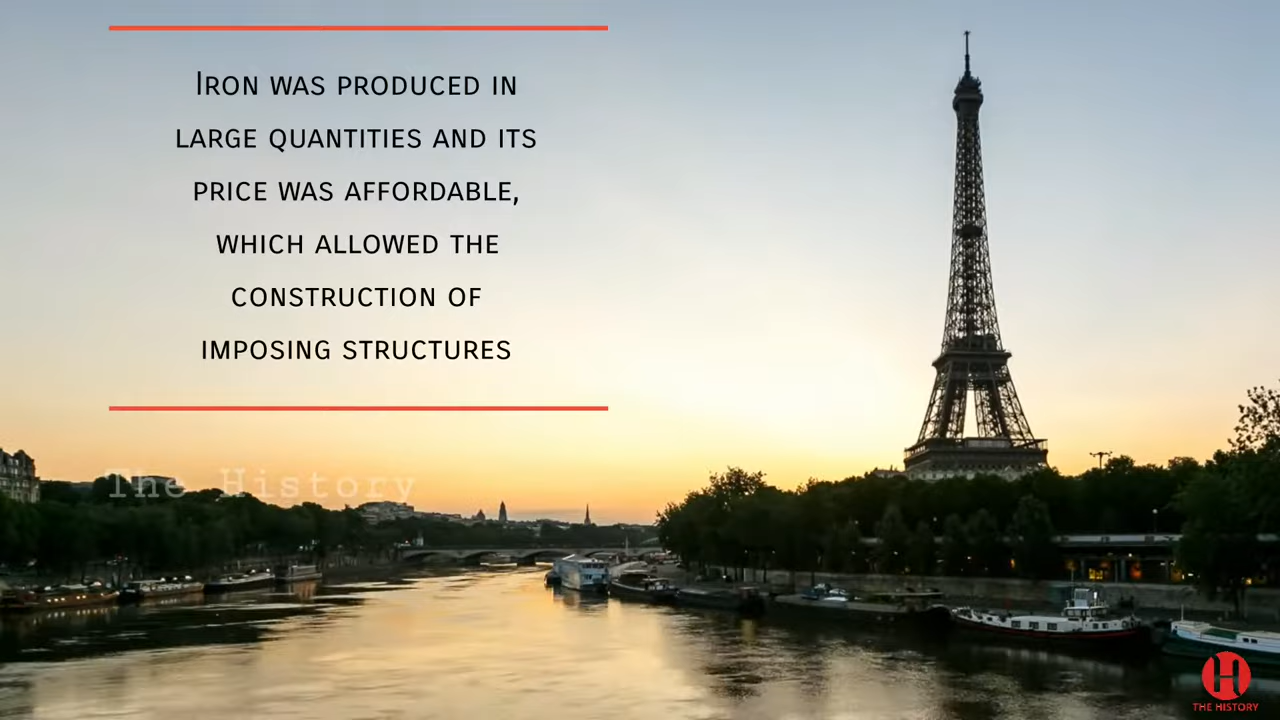 Iron was produced in
large quantities and its
price was affordable,
which allowed the
construction of
imposing structures
The History
THE HISTORY